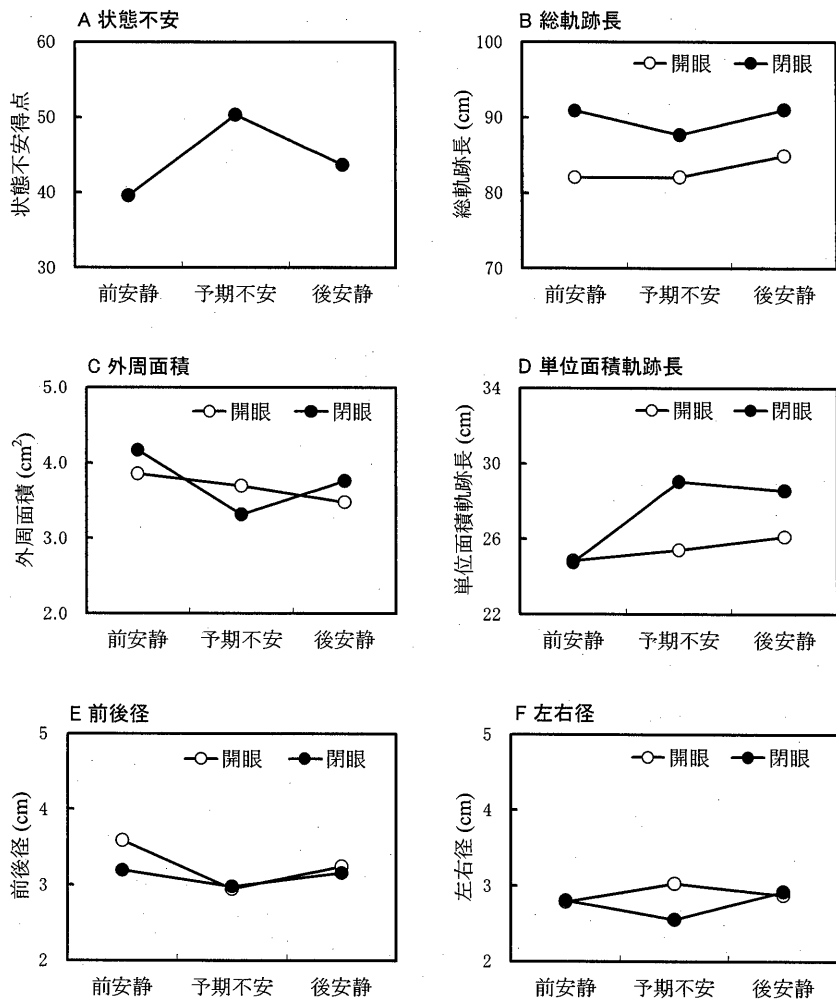 A 状態不安
60
50
40
30
状態不安得点
前安静 予期不安 後安静
B 総軌跡長
100
90
80
70
総軌跡長 (cm)
開眼 閉眼
前安静 予期不安 後安静
C 外周面積
5.0
4.0
3.0
2.0
外周面積 (cm²)
開眼 閉眼
前安静 予期不安 後安静
D 単位面積軌跡長
34
29
26
22
単位面積軌跡長 (cm)
開眼 閉眼
前安静 予期不安 後安静
E 前後径
5
4
3
2
前後径 (cm)
開眼 閉眼
前安静 予期不安 後安静
F 左右径
5
4
3
2
左右径 (cm)
開眼 閉眼
前安静 予期不安 後安静